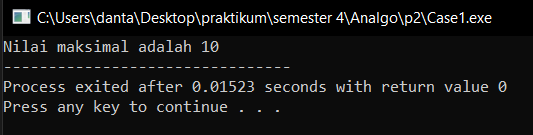 C:\Users\danta\Desktop\praktikum\semester 4\Analgo\p2\Case1.exe
Nilai maksimal adalah 10
--------------------------------
Process exited after 0.01523 seconds with return value 0
Press any key to continue . . .